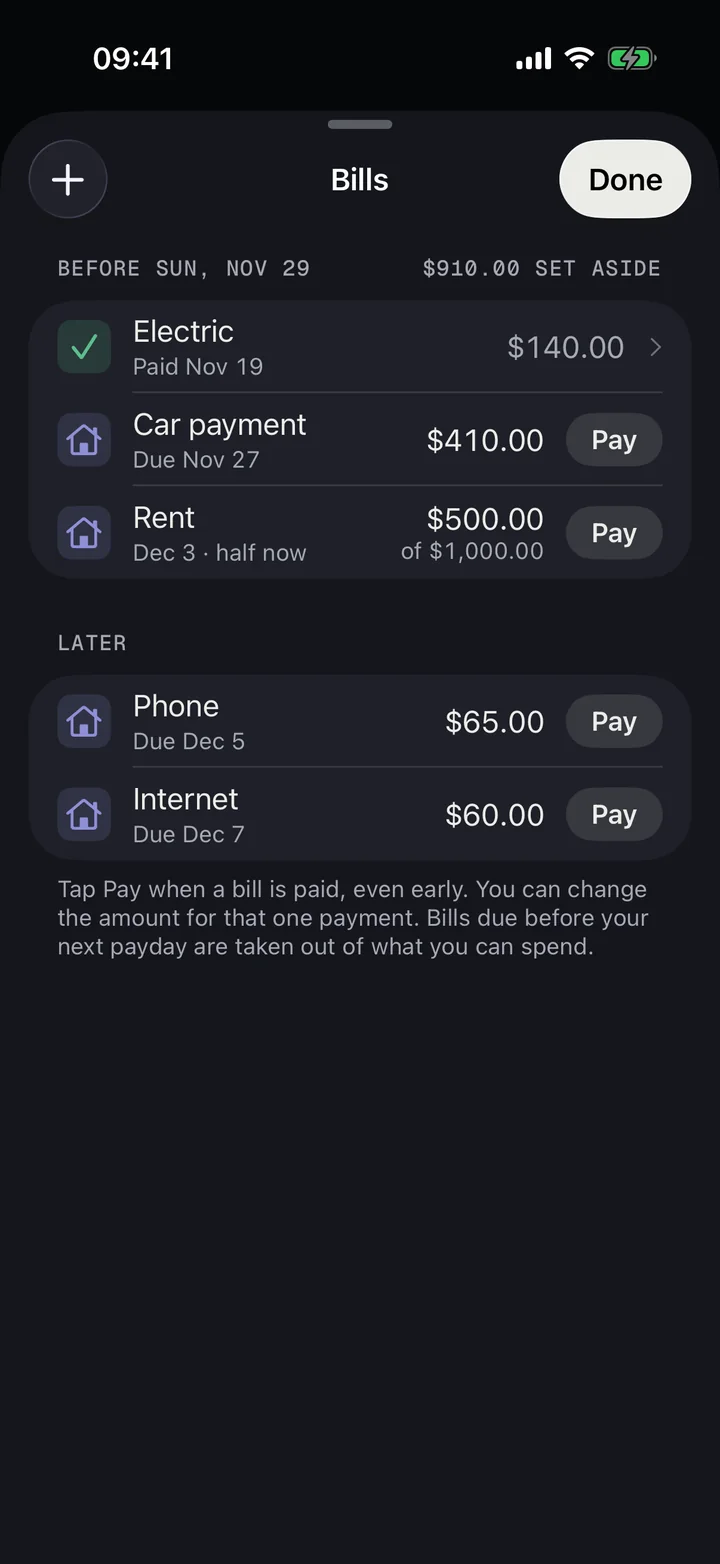 09:41
Bills
Done
BEFORE SUN, NOV 29 $910.00 SET ASIDE
Electric
Paid Nov 19
$140.00
Car payment
Due Nov 27
$410.00
Pay
Rent
Dec 3 · half now
$500.00
of $1,000.00
Pay
LATER
Phone
Due Dec 5
$65.00
Pay
Internet
Due Dec 7
$60.00
Pay
Tap Pay when a bill is paid, even early. You can change
the amount for that one payment. Bills due before your
next payday are taken out of what you can spend.